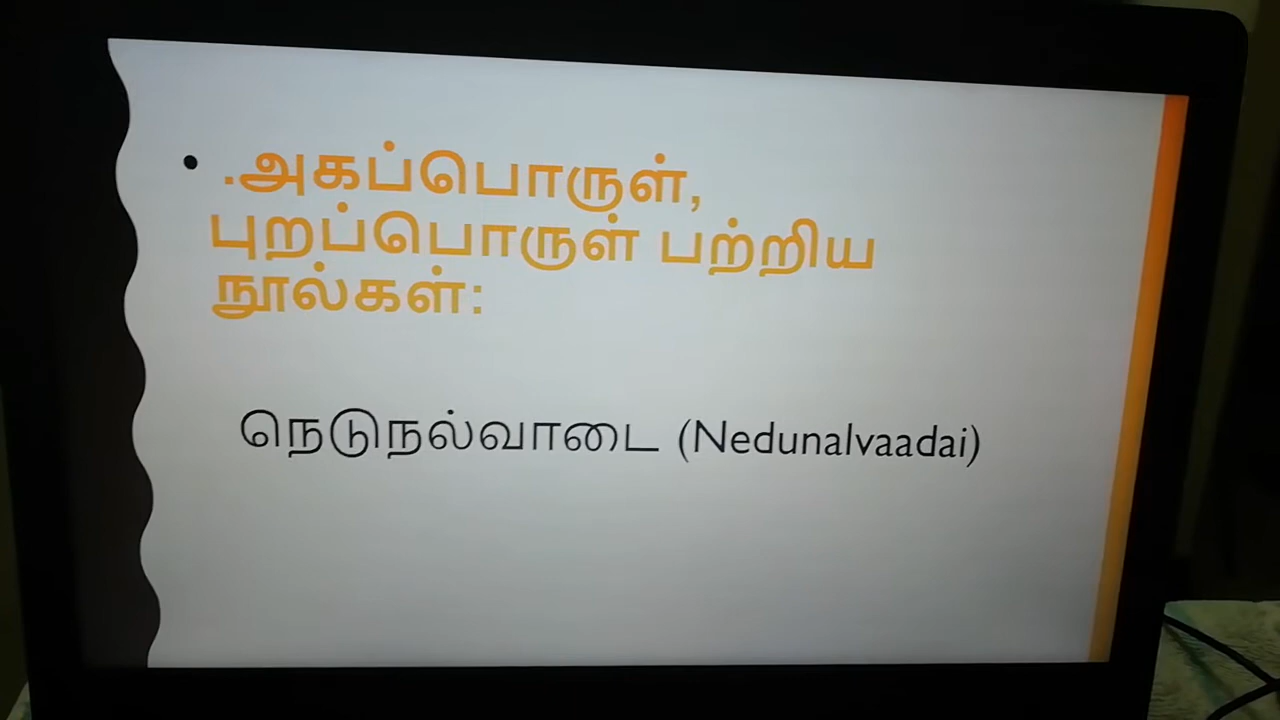 • .அகப்பொருள்,
புறப்பொருள் பற்றிய
நூல்கள்:
நெடுநல்வாடை (Nedunalvaadai)